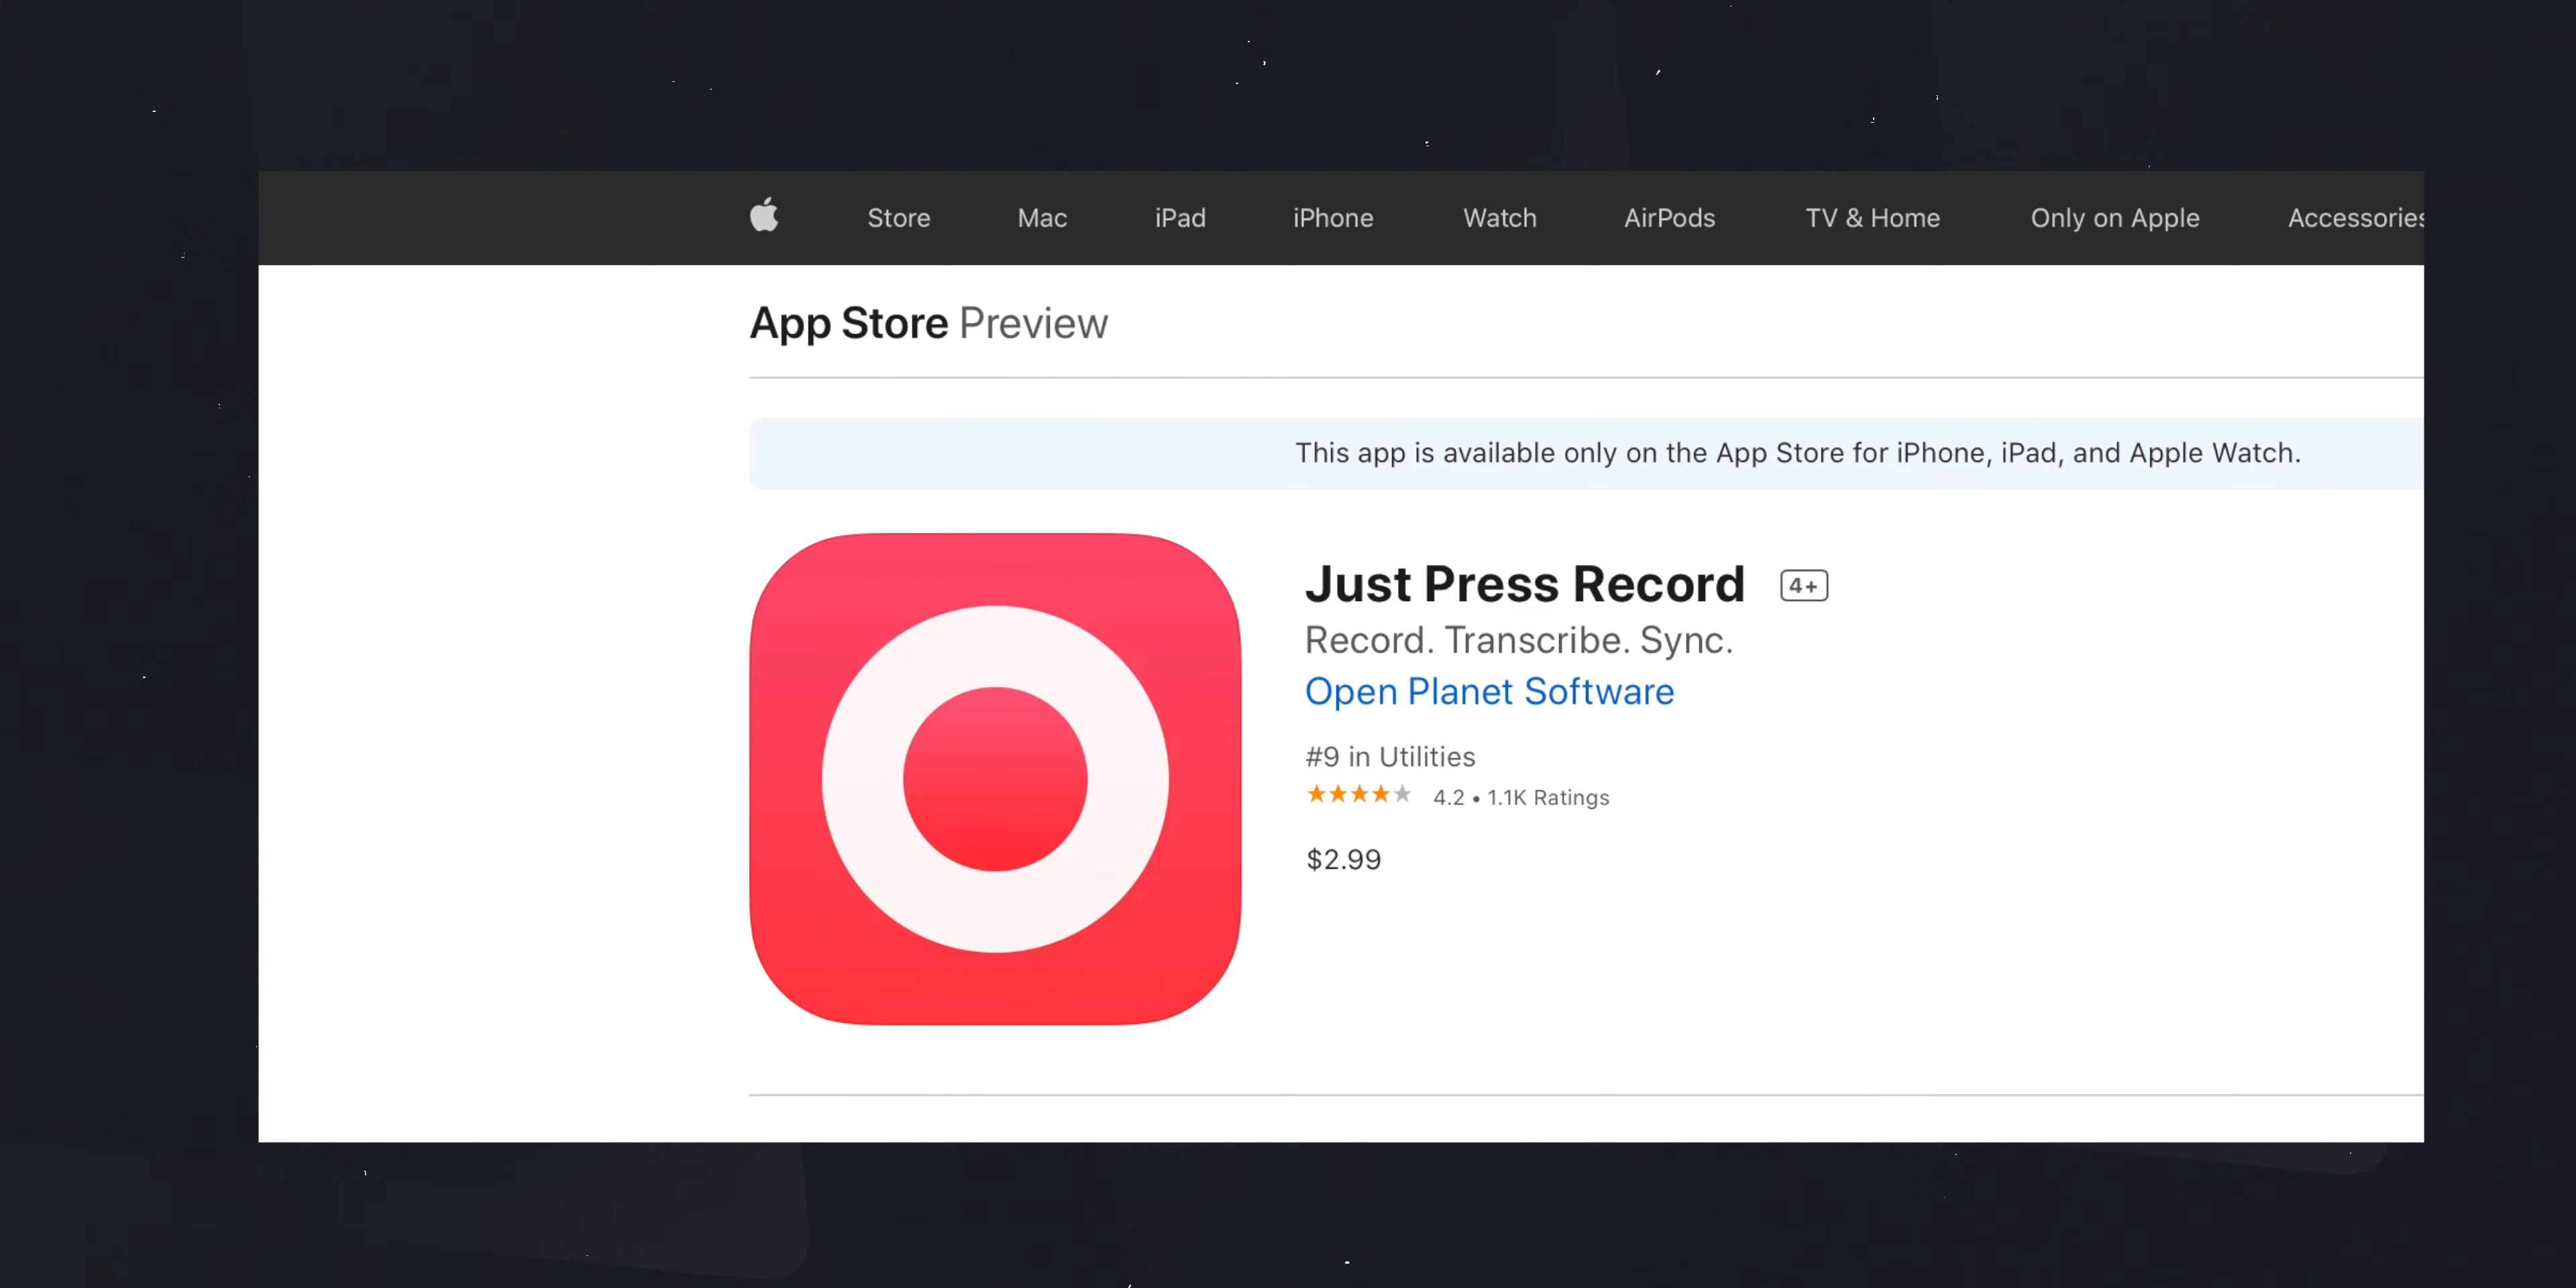 Store Mac iPad iPhone Watch AirPods TV & Home Only on Apple Accessories
App Store Preview
This app is available only on the App Store for iPhone, iPad, and Apple Watch.
Just Press Record 4+
Record. Transcribe. Sync.
Open Planet Software
#9 in Utilities
4.2 • 1.1K Ratings
$2.99